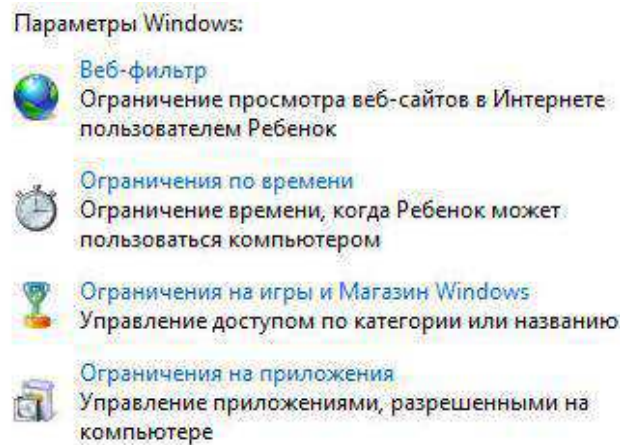 Параметры Windows:
Веб-фильтр
Ограничение просмотра веб-сайтов в Интернете
пользователем Ребенок
Ограничения по времени
Ограничение времени, когда Ребенок может
пользоваться компьютером
Ограничения на игры и Магазин Windows
Управление доступом по категории или названию
Ограничения на приложения
Управление приложениями, разрешенными на
компьютере